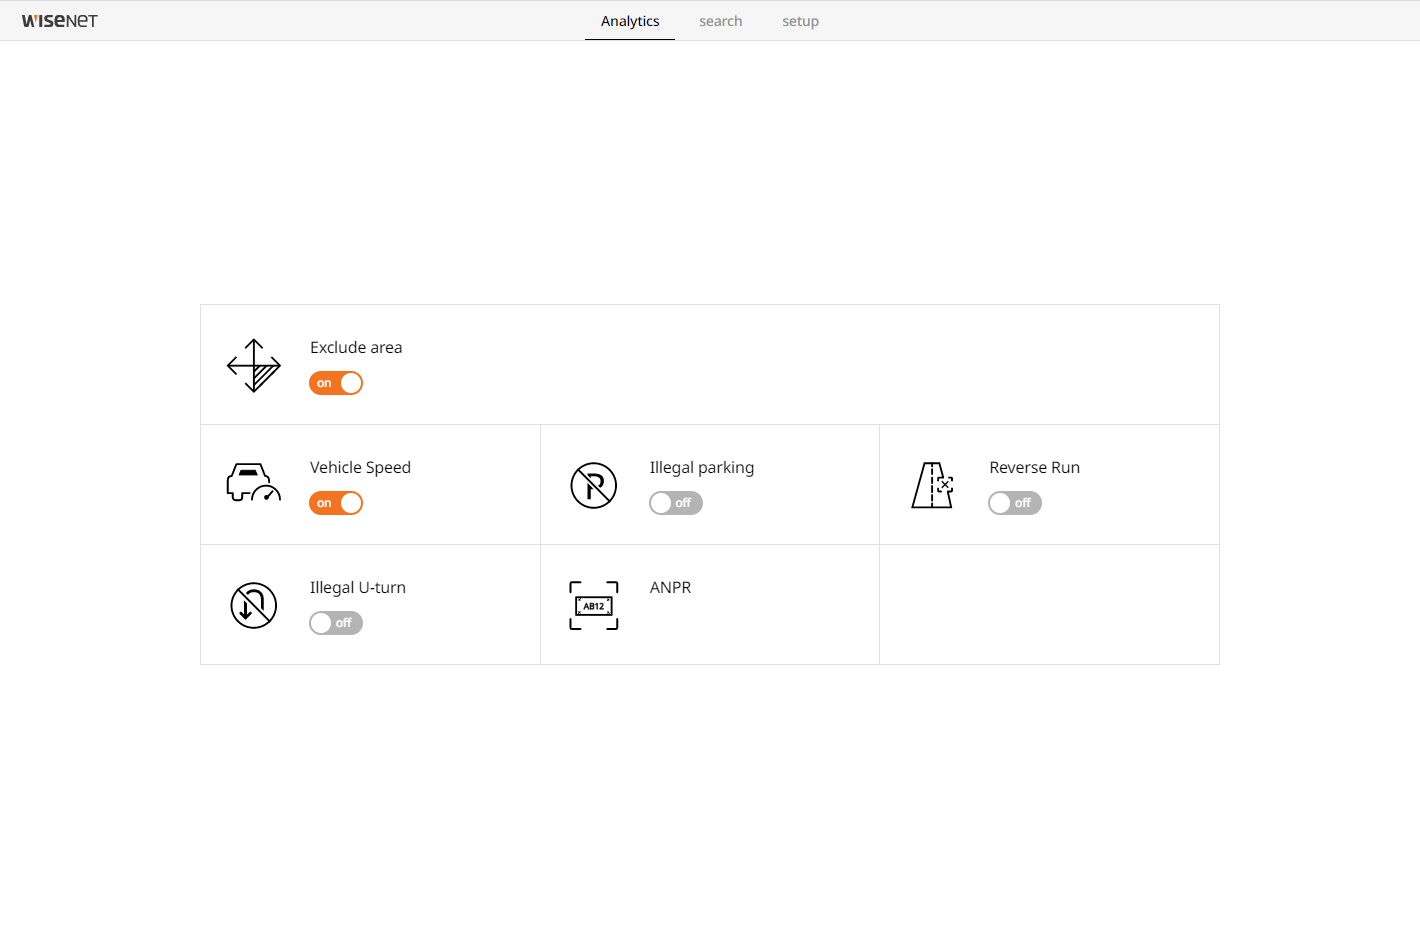 WISENET
Analytics search setup
Exclude area
on
Vehicle Speed
on
Illegal parking
off
Reverse Run
off
Illegal U-turn
off
AB12
ANPR